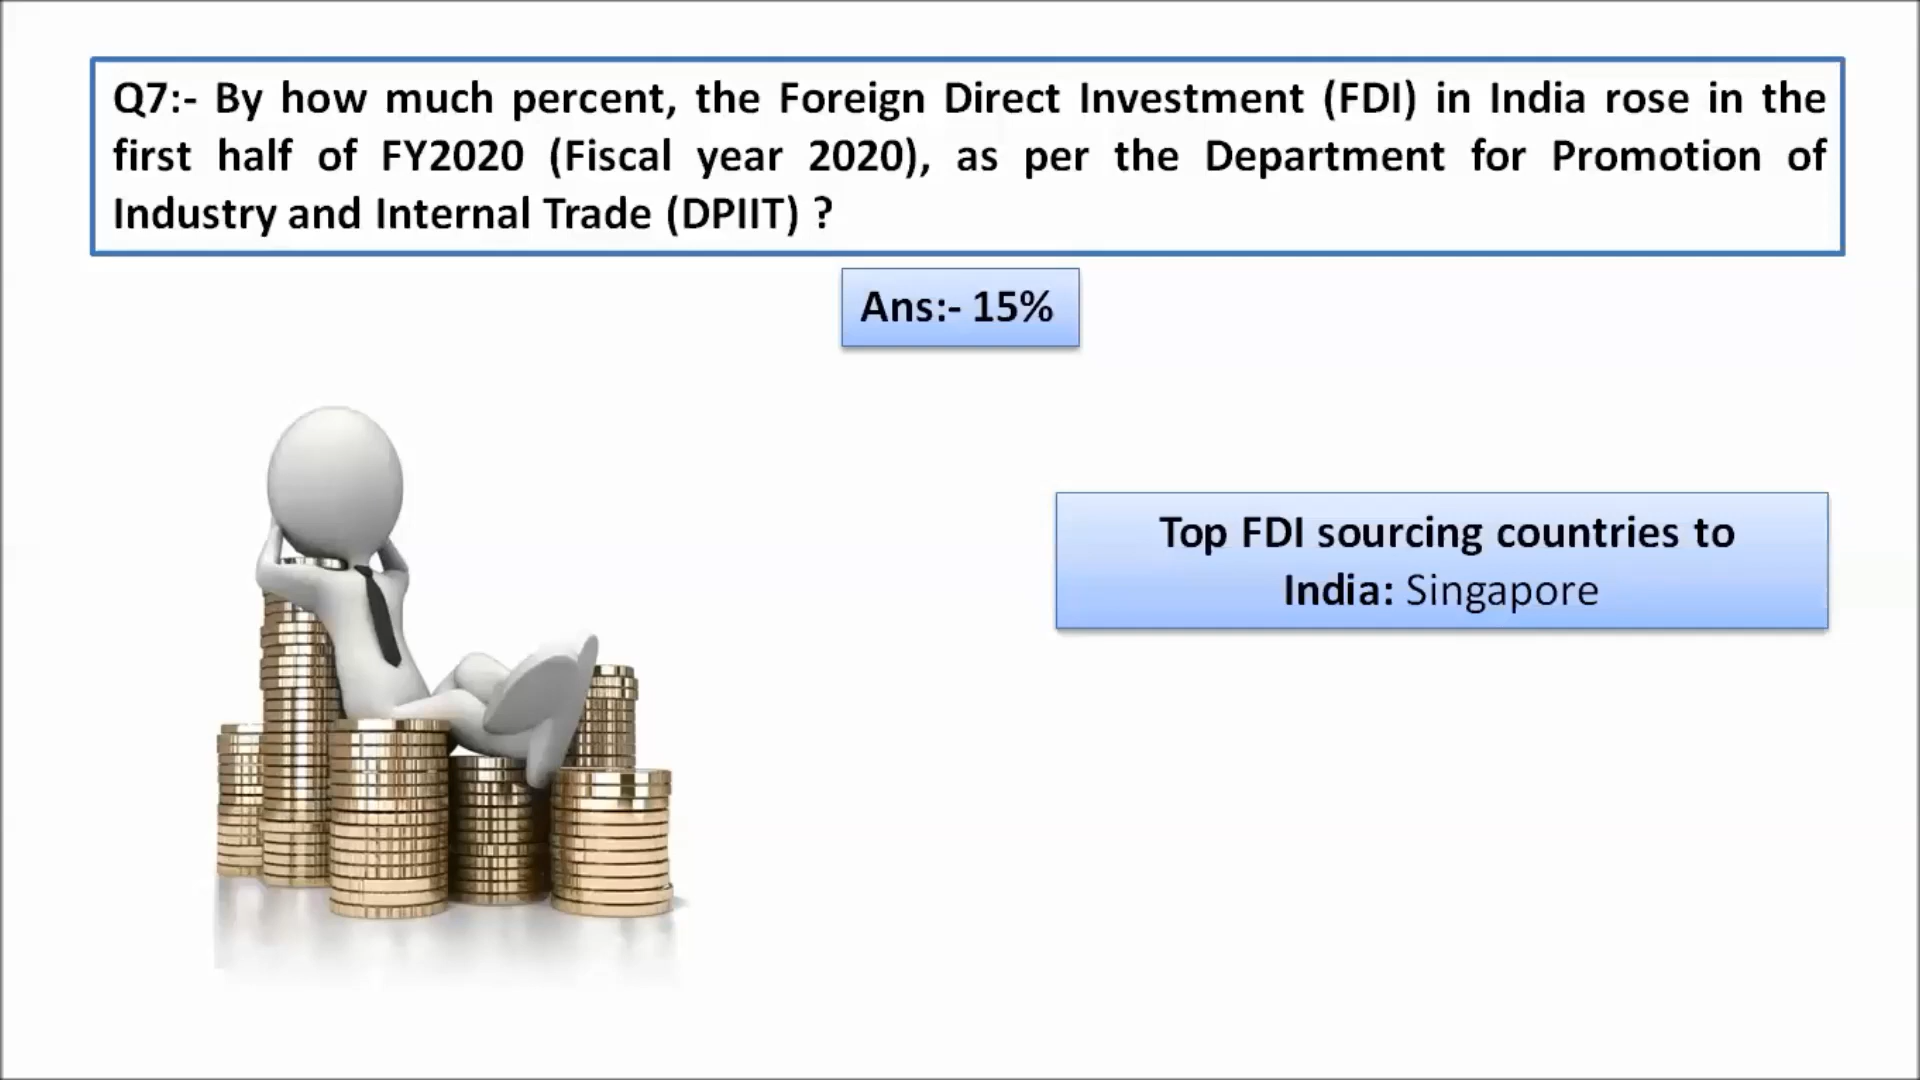 Q7:- By how much percent, the Foreign Direct Investment (FDI) in India rose in the
first half of FY2020 (Fiscal year 2020), as per the Department for Promotion of
Industry and Internal Trade (DPIIT) ?
Ans:- 15%
Top FDI sourcing countries to
India: Singapore